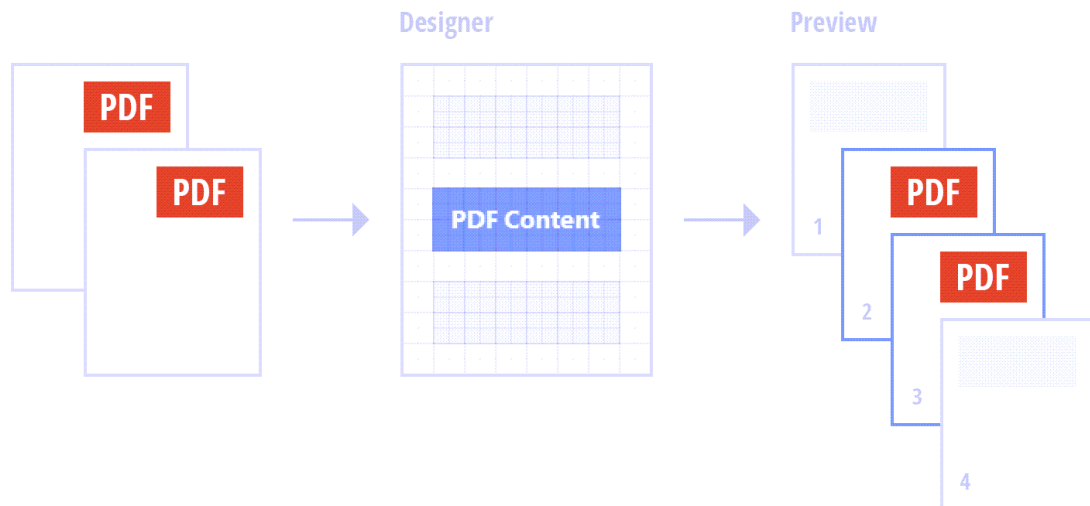 Designer
Preview
PDF
PDF
PDF Content
1
PDF
2
PDF
3
4